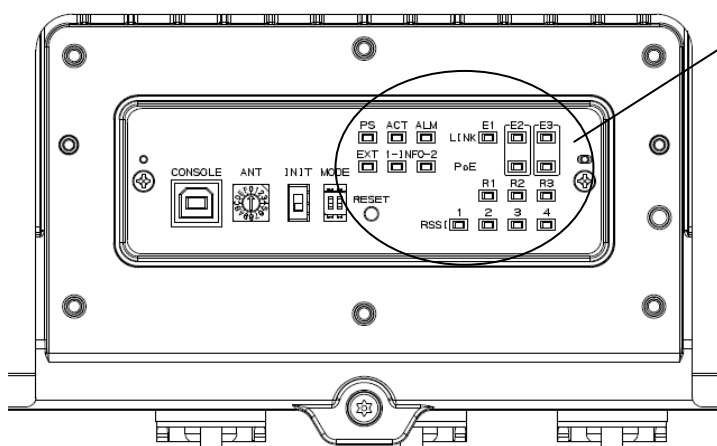 PS ACT ALM
LINK E1 E2 E3
EXT 1-INFO-2
PoE
CONSOLE ANT INIT MODE
RESET
R1 R2 R3
RSSI 1 2 3 4